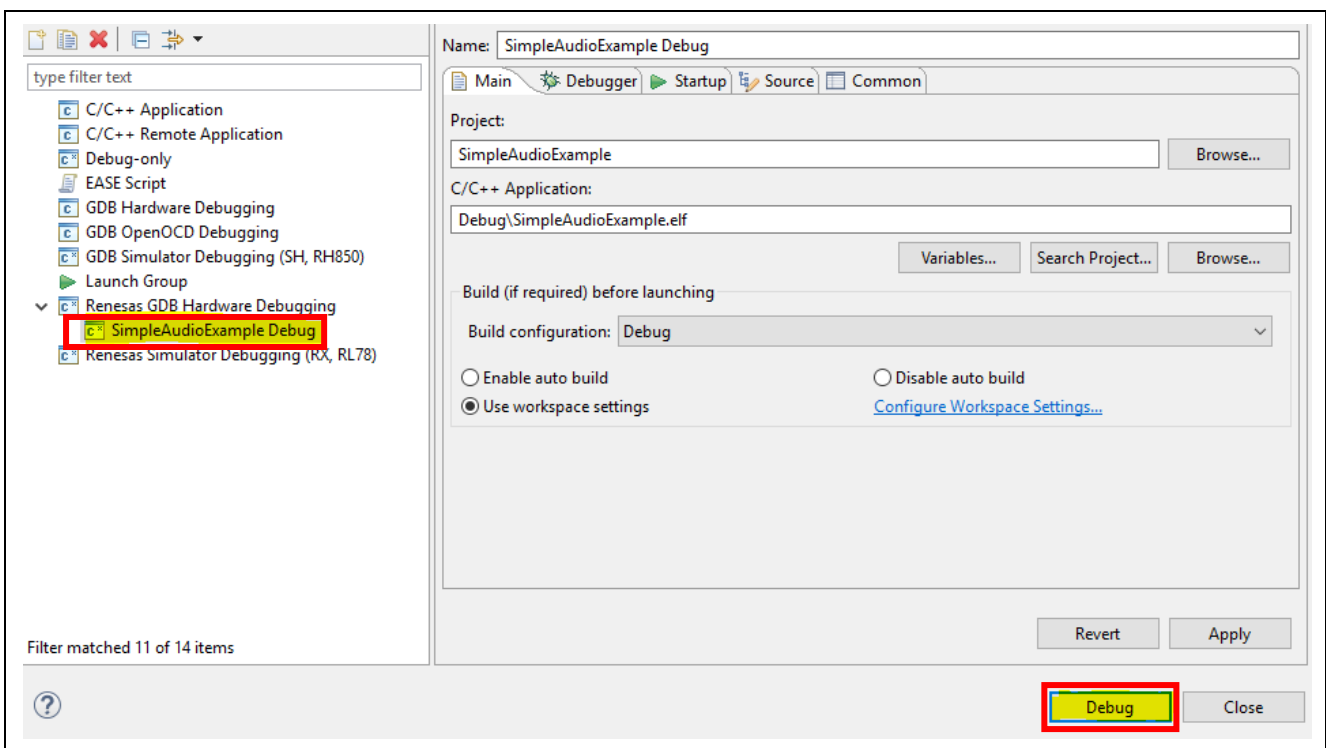 type filter text
C/C++ Application
C/C++ Remote Application
Debug-only
EASE Script
GDB Hardware Debugging
GDB OpenOCD Debugging
GDB Simulator Debugging (SH, RH850)
Launch Group
Renesas GDB Hardware Debugging
SimpleAudioExample Debug
Renesas Simulator Debugging (RX, RL78)
Filter matched 11 of 14 items
Name: SimpleAudioExample Debug
Main Debugger Startup Source Common
Project:
SimpleAudioExample Browse...
C/C++ Application:
Debug\SimpleAudioExample.elf
Variables... Search Project... Browse...
Build (if required) before launching
Build configuration: Debug
Enable auto build Disable auto build
Use workspace settings Configure Workspace Settings...
Revert Apply
Debug Close